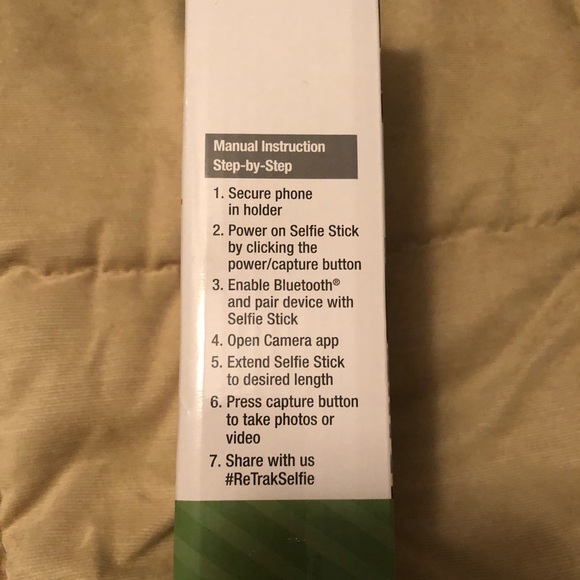 Manual Instruction
Step-by-Step
1. Secure phone
in holder
2. Power on Selfie Stick
by clicking the
power/capture button
3. Enable Bluetooth®
and pair device with
Selfie Stick
4. Open Camera app
5. Extend Selfie Stick
to desired length
6. Press capture button
to take photos or
video
7. Share with us
#ReTrakSelfie